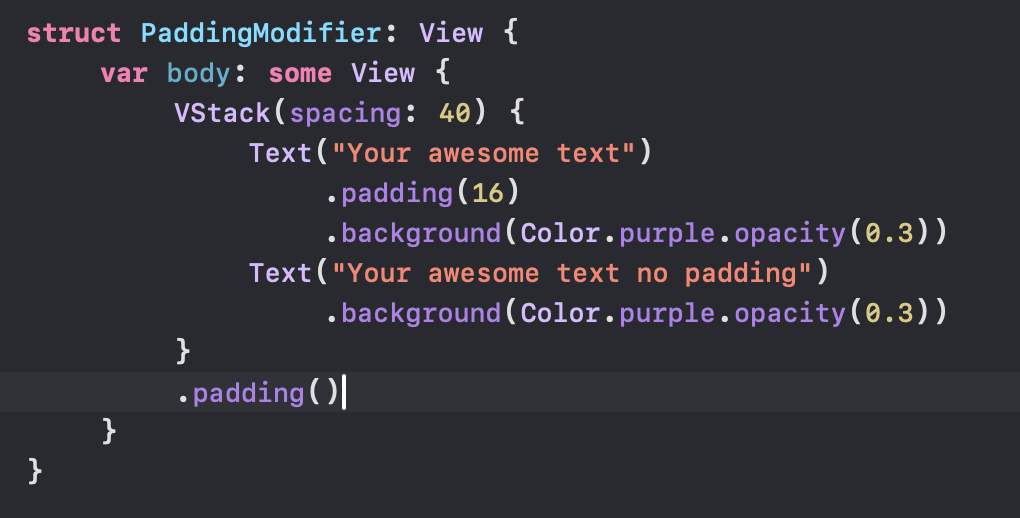 struct PaddingModifier: View {
    var body: some View {
        VStack(spacing: 40) {
            Text("Your awesome text")
                .padding(16)
                .background(Color.purple.opacity(0.3))
            Text("Your awesome text no padding")
                .background(Color.purple.opacity(0.3))
        }
        .padding()
    }
}